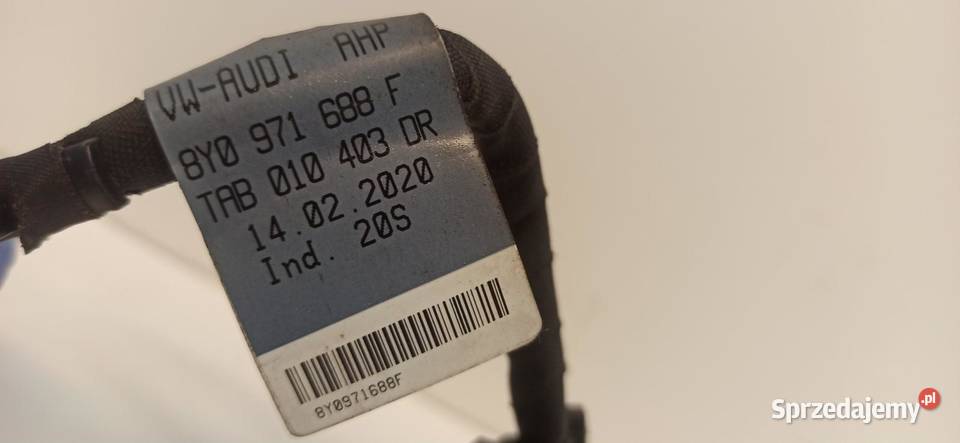 VW-AUDI AHP
8Y0 971 688 F
TAB 010 403 DR
14.02.2020
Ind. 20S
8Y0971688F
Sprzedajemy.pl